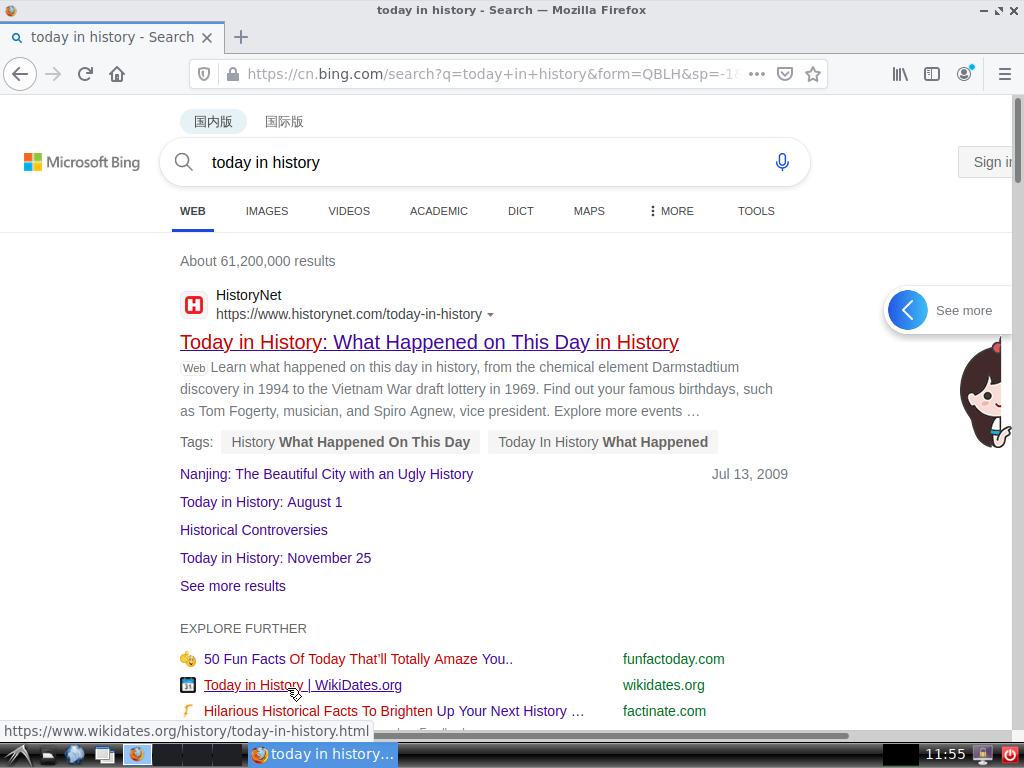 today in history - Search — Mozilla Firefox
today in history - Search
https://cn.bing.com/search?q=today+in+history&form=QBLH&sp=-1
国内版 国际版
Microsoft Bing
today in history
Sign in
WEB IMAGES VIDEOS ACADEMIC DICT MAPS MORE TOOLS
About 61,200,000 results
HistoryNet
https://www.historynet.com/today-in-history
See more
Today in History: What Happened on This Day in History
Web Learn what happened on this day in history, from the chemical element Darmstadtium
discovery in 1994 to the Vietnam War draft lottery in 1969. Find out your famous birthdays, such
as Tom Fogerty, musician, and Spiro Agnew, vice president. Explore more events …
Tags: History What Happened On This Day Today In History What Happened
Nanjing: The Beautiful City with an Ugly History Jul 13, 2009
Today in History: August 1
Historical Controversies
Today in History: November 25
See more results
EXPLORE FURTHER
50 Fun Facts Of Today That’ll Totally Amaze You.. funfactoday.com
Today in History | WikiDates.org wikidates.org
Hilarious Historical Facts To Brighten Up Your Next History … factinate.com
https://www.wikidates.org/history/today-in-history.html
today in history...
11:55